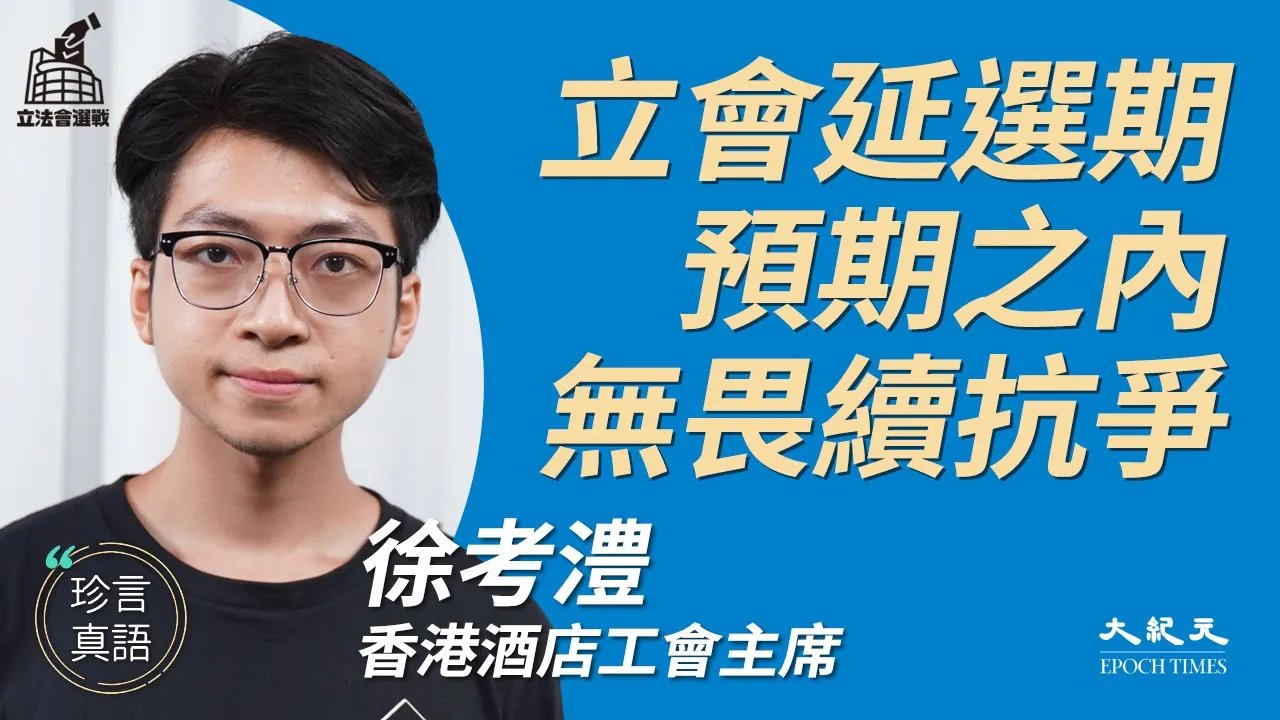 立法會選戰
立會延選期
預期之內
無畏續抗爭
徐考澧
香港酒店工會主席
珍言
真語
大紀元
EPOCH TIMES